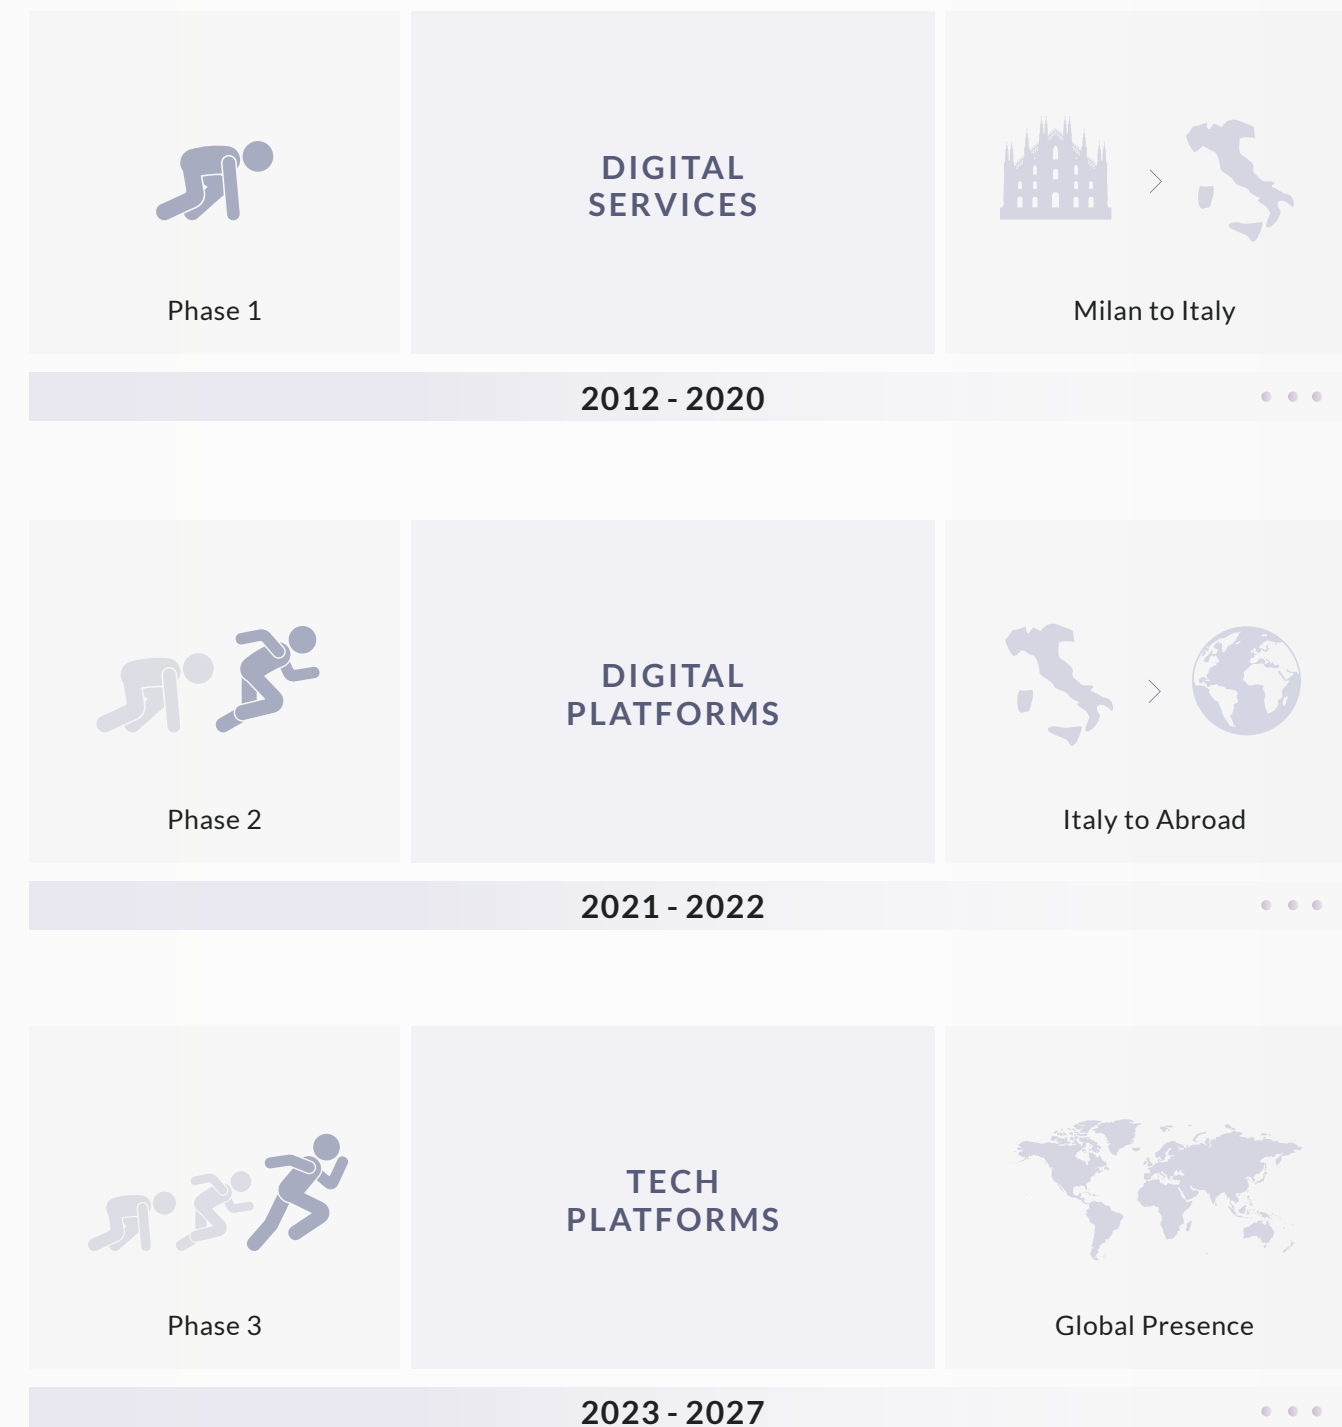 DIGITAL
SERVICES
Phase 1
Milan to Italy
2012 - 2020
DIGITAL
PLATFORMS
Phase 2
Italy to Abroad
2021 - 2022
TECH
PLATFORMS
Phase 3
Global Presence
2023 - 2027